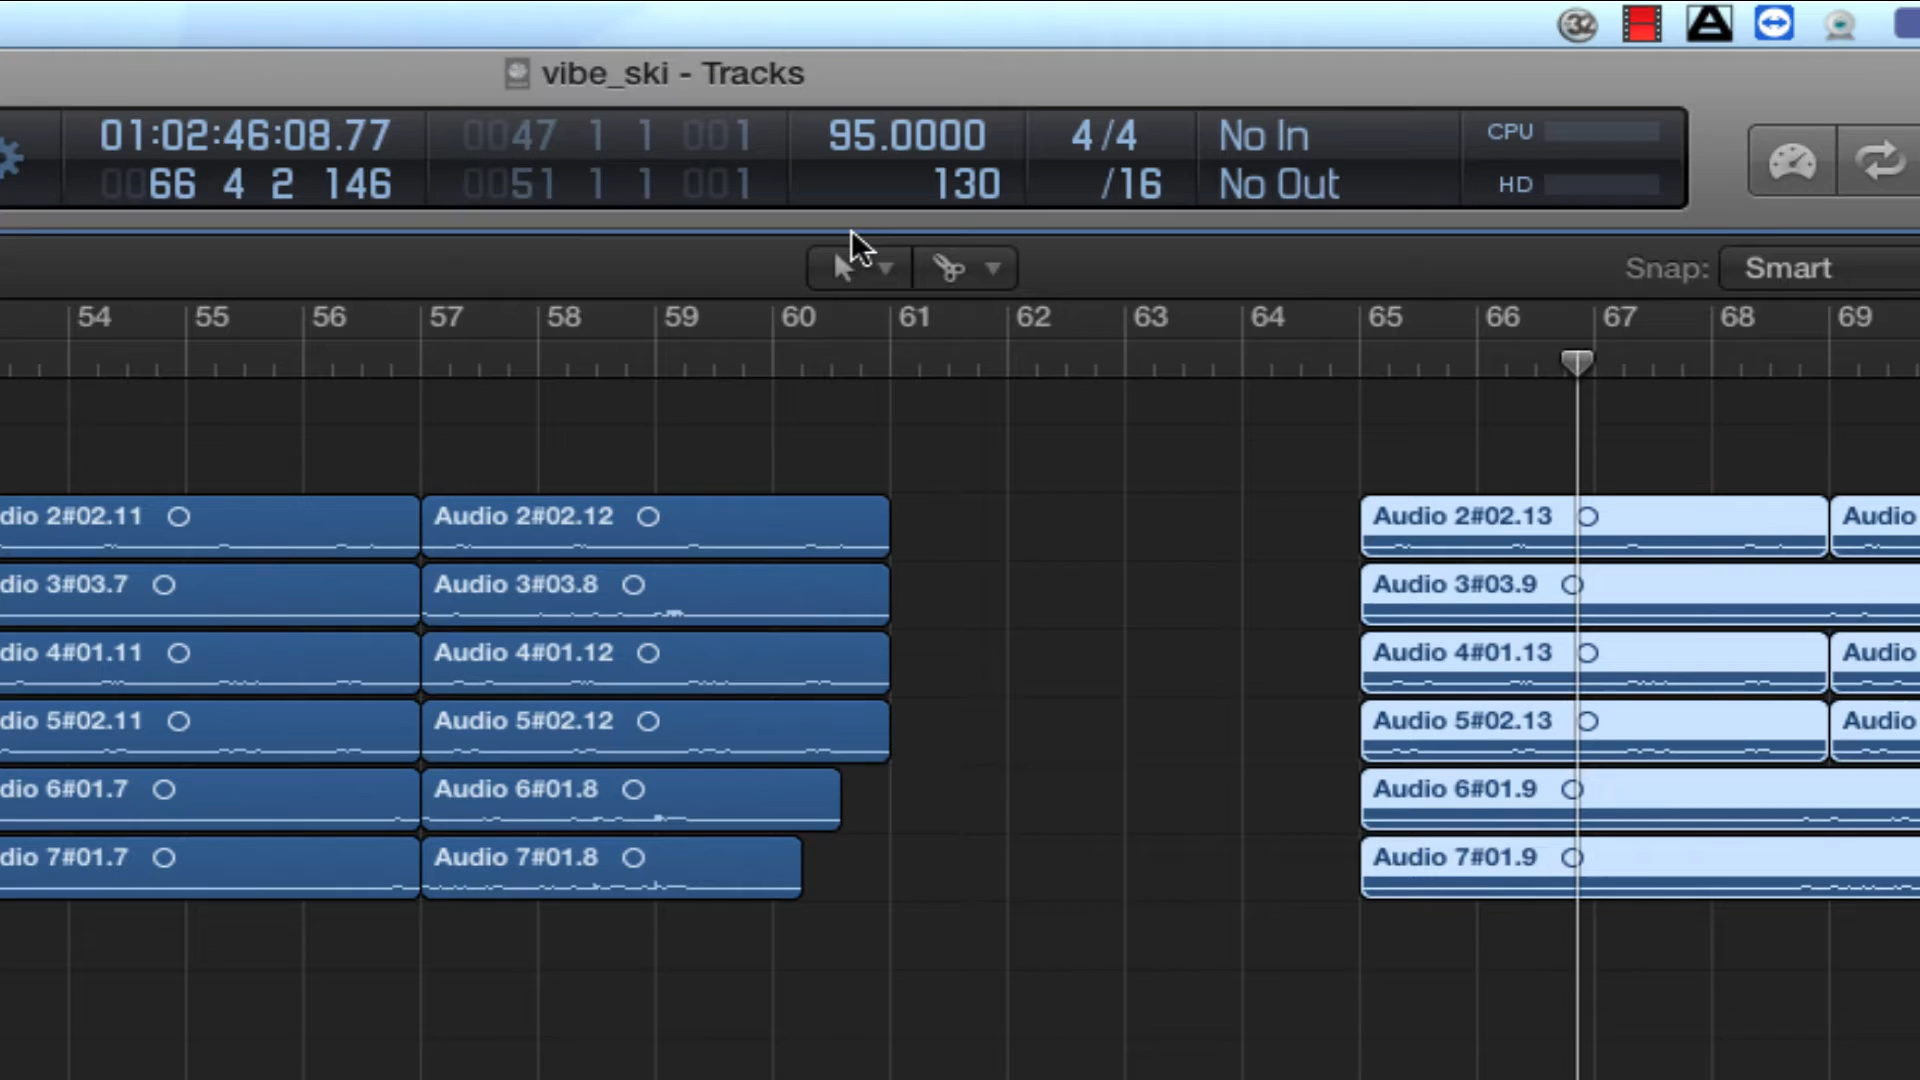 32
vibe_ski - Tracks
01:02:46:08.77 0047 1 1 001 95.0000 4/4 No In CPU
0066 4 2 146 0051 1 1 001 130 /16 No Out HD
Snap: Smart
54 55 56 57 58 59 60 61 62 63 64 65 66 67 68 69
dio 2#02.11 Audio 2#02.12 Audio 2#02.13 Audio
dio 3#03.7 Audio 3#03.8 Audio 3#03.9
dio 4#01.11 Audio 4#01.12 Audio 4#01.13 Audio
dio 5#02.11 Audio 5#02.12 Audio 5#02.13 Audio
dio 6#01.7 Audio 6#01.8 Audio 6#01.9
dio 7#01.7 Audio 7#01.8 Audio 7#01.9